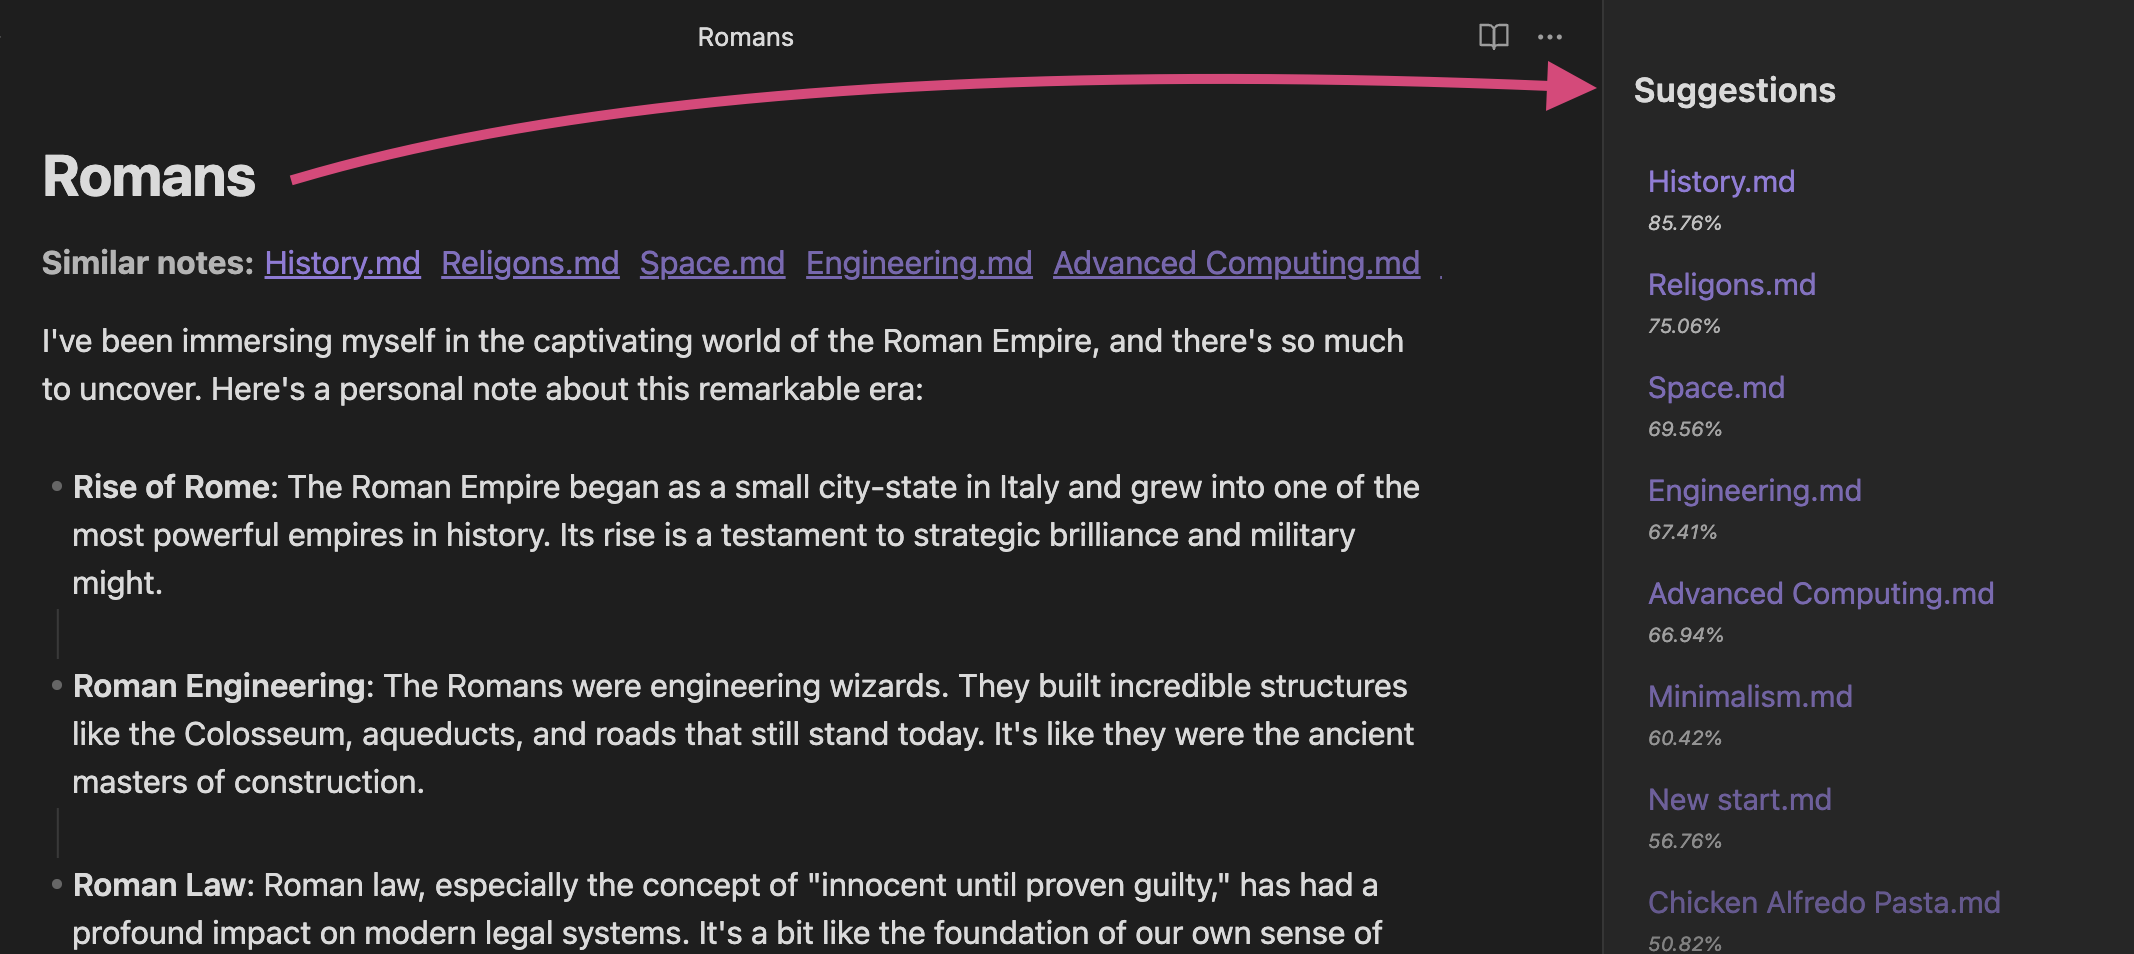 Romans
Romans
Similar notes: History.md Religons.md Space.md Engineering.md Advanced Computing.md
I've been immersing myself in the captivating world of the Roman Empire, and there's so much
to uncover. Here's a personal note about this remarkable era:
• Rise of Rome: The Roman Empire began as a small city-state in Italy and grew into one of the
most powerful empires in history. Its rise is a testament to strategic brilliance and military
might.
• Roman Engineering: The Romans were engineering wizards. They built incredible structures
like the Colosseum, aqueducts, and roads that still stand today. It's like they were the ancient
masters of construction.
• Roman Law: Roman law, especially the concept of "innocent until proven guilty," has had a
profound impact on modern legal systems. It's a bit like the foundation of our own sense of
Suggestions
History.md
85.76%
Religons.md
75.06%
Space.md
69.56%
Engineering.md
67.41%
Advanced Computing.md
66.94%
Minimalism.md
60.42%
New start.md
56.76%
Chicken Alfredo Pasta.md
50.82%